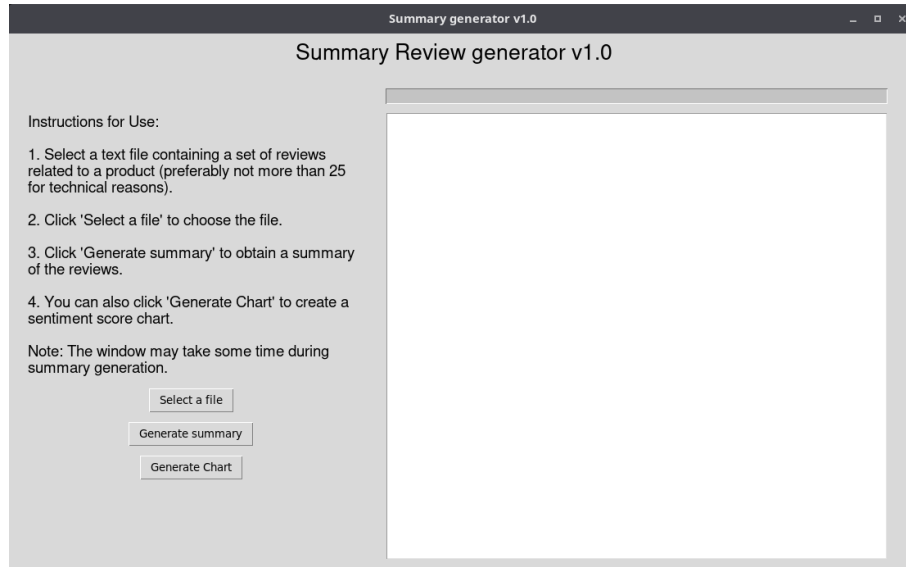 Summary generator v1.0
Summary Review generator v1.0
Instructions for Use:
1. Select a text file containing a set of reviews
related to a product (preferably not more than 25
for technical reasons).
2. Click 'Select a file' to choose the file.
3. Click 'Generate summary' to obtain a summary
of the reviews.
4. You can also click 'Generate Chart' to create a
sentiment score chart.
Note: The window may take some time during
summary generation.
Select a file
Generate summary
Generate Chart